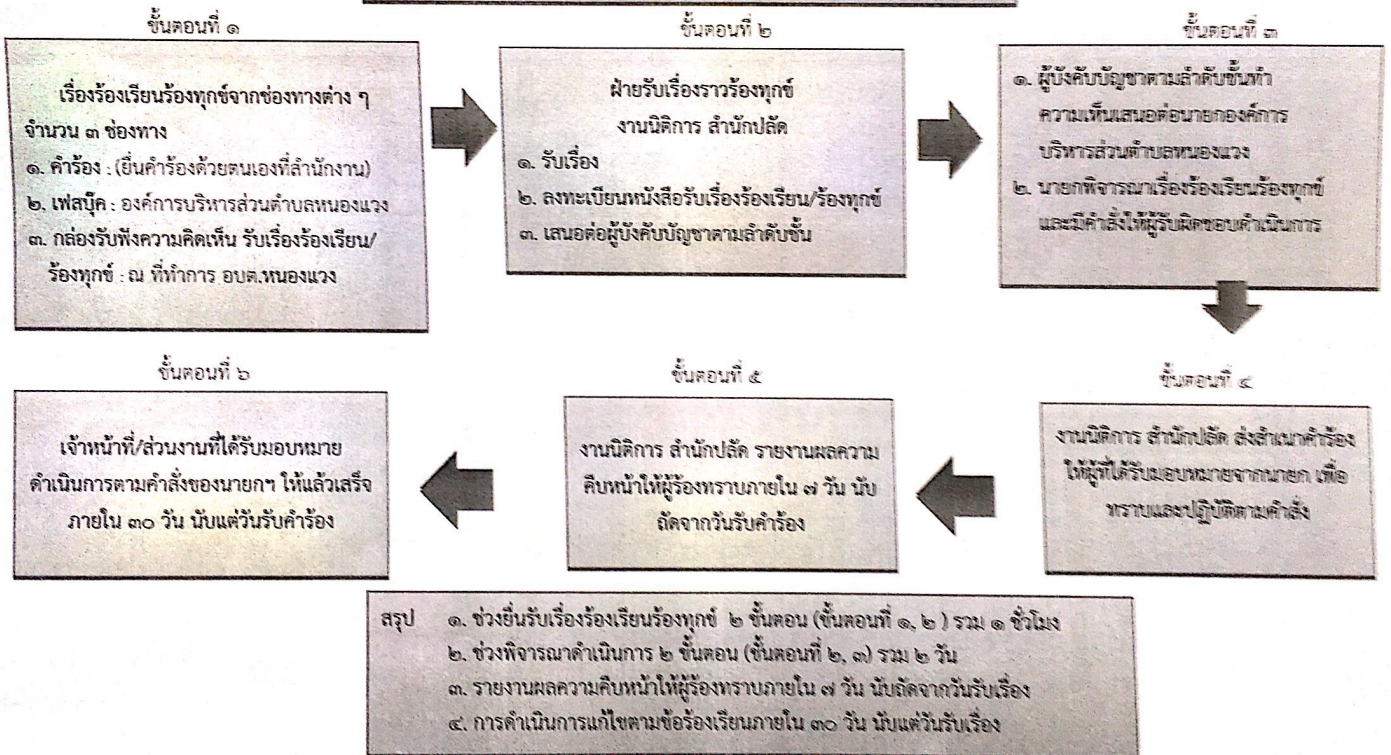 ขั้นตอนที่ ๑
เรื่องร้องเรียนร้องทุกข์จากช่องทางต่าง ๆ
จำนวน ๓ ช่องทาง
๑. คำร้อง : (ยื่นคำร้องด้วยตนเองที่สำนักงาน)
๒. เฟสบุ๊ค : องค์การบริหารส่วนตำบลหนองแวง
๓. กล่องรับฟังความคิดเห็น รับเรื่องร้องเรียน/
ร้องทุกข์ : ณ ที่ทำการ อบต.หนองแวง
ขั้นตอนที่ ๒
ฝ่ายรับเรื่องราวร้องทุกข์
งานนิติการ สำนักปลัด
๑. รับเรื่อง
๒. ลงทะเบียนหนังสือรับเรื่องร้องเรียน/ร้องทุกข์
๓. เสนอต่อผู้บังคับบัญชาตามลำดับชั้น
ขั้นตอนที่ ๓
๑. ผู้บังคับบัญชาตามลำดับชั้นทำ
ความเห็นเสนอต่อนายกองค์การ
บริหารส่วนตำบลหนองแวง
๒. นายกพิจารณาเรื่องร้องเรียนร้องทุกข์
และมีคำสั่งให้ผู้รับผิดชอบดำเนินการ
ขั้นตอนที่ ๔
งานนิติการ สำนักปลัด ส่งสำเนาคำร้อง
ให้ผู้ที่ได้รับมอบหมายจากนายก เพื่อ
ทราบและปฏิบัติตามคำสั่ง
ขั้นตอนที่ ๕
งานนิติการ สำนักปลัด รายงานผลความ
คืบหน้าให้ผู้ร้องทราบภายใน ๗ วัน นับ
ถัดจากวันรับคำร้อง
ขั้นตอนที่ ๖
เจ้าหน้าที่/ส่วนงานที่ได้รับมอบหมาย
ดำเนินการตามคำสั่งของนายกฯ ให้แล้วเสร็จ
ภายใน ๓๐ วัน นับแต่วันรับคำร้อง
สรุป ๑. ช่วงยื่นรับเรื่องร้องเรียนร้องทุกข์ ๒ ขั้นตอน (ขั้นตอนที่ ๑, ๒ ) รวม ๑ ชั่วโมง
๒. ช่วงพิจารณาดำเนินการ ๒ ขั้นตอน (ขั้นตอนที่ ๒, ๓) รวม ๒ วัน
๓. รายงานผลความคืบหน้าให้ผู้ร้องทราบภายใน ๗ วัน นับถัดจากวันรับเรื่อง
๔. การดำเนินการแก้ไขตามข้อร้องเรียนภายใน ๓๐ วัน นับแต่วันรับเรื่อง